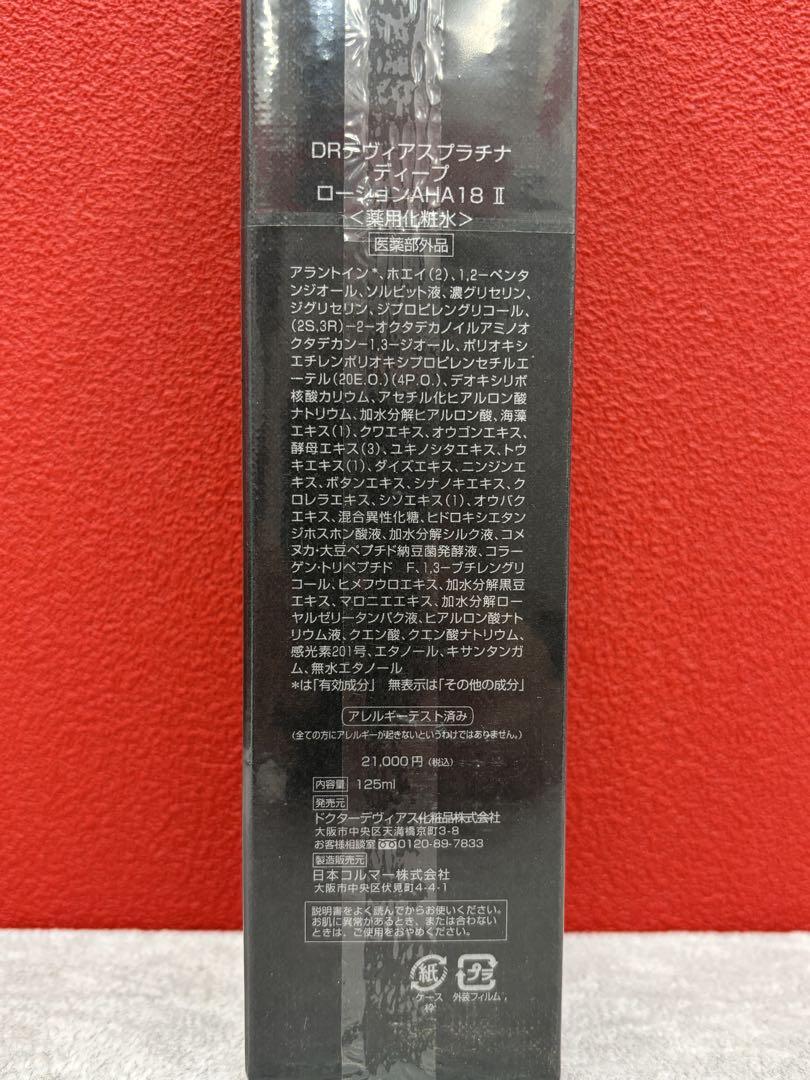 DRデヴィアスプラチナ
ディープ
ローションAHA18 Ⅱ
<薬用化粧水>
医薬部外品
アラントイン*、ホエイ(2)、1,2-ペンタ
ンジオール、ソルビット液、濃グリセリン、
ジグリセリン、ジプロピレングリコール、
(2S,3R)-2-オクタデカノイルアミノオ
クタデカン-1,3-ジオール、ポリオキシ
エチレンポリオキシプロピレンセチルエ
ーテル(20E.O.)(4P.O.)、デオキシリボ
核酸カリウム、アセチル化ヒアルロン酸
ナトリウム、加水分解ヒアルロン酸、海藻
エキス(1)、クワエキス、オウゴンエキス、
酵母エキス(3)、ユキノシタエキス、トウ
キエキス(1)、ダイズエキス、ニンジンエ
キス、ボタンエキス、シナノキエキス、ク
ロレラエキス、シソエキス(1)、オウバク
エキス、混合異性化糖、ヒドロキシエタン
ジホスホン酸液、加水分解シルク液、コメ
ヌカ・大豆ペプチド納豆菌発酵液、コラー
ゲン・トリペプチド F、1,3-ブチレングリ
コール、ヒメフウロエキス、加水分解黒豆
エキス、マロニエエキス、加水分解ロー
ヤルゼリータンパク液、ヒアルロン酸ナト
リウム液、クエン酸、クエン酸ナトリウム、
感光素201号、エタノール、キサンタンガ
ム、無水エタノール
*は「有効成分」 無表示は「その他の成分」
アレルギーテスト済み
(全ての方にアレルギーが起きないというわけではありません。)
21,000円(税込)
内容量 125ml
発売元
ドクターデヴィアス化粧品株式会社
大阪市中央区天満橋京町3-8
お客様相談室 0120-89-7833
製造販売元
日本コルマー株式会社
大阪市中央区伏見町4-4-1
説明書をよく読んでからお使いください。
お肌に異常があるとき、または合わない
ときは、ご使用をおやめください。
紙 プラ
ケース 外装フィルム
枠